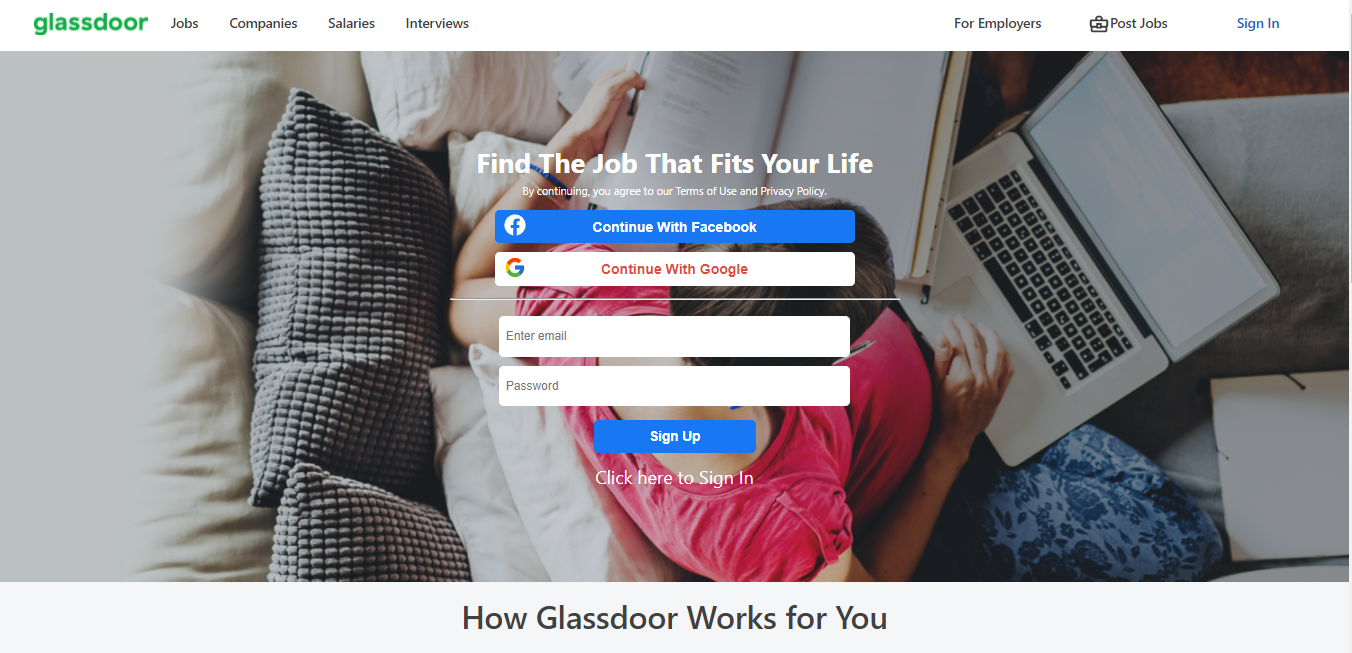 glassdoor Jobs Companies Salaries Interviews For Employers Post Jobs Sign In
Find The Job That Fits Your Life
By continuing, you agree to our Terms of Use and Privacy Policy.
Continue With Facebook
Continue With Google
Enter email
Password
Sign Up
Click here to Sign In
How Glassdoor Works for You